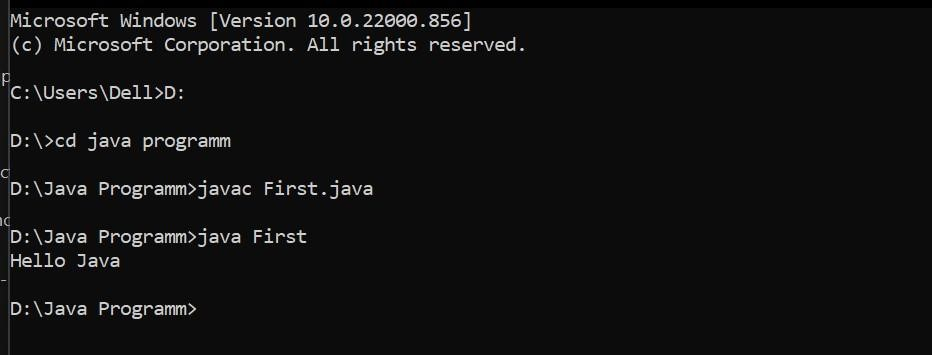 Microsoft Windows [Version 10.0.22000.856]
(c) Microsoft Corporation. All rights reserved.
C:\Users\Dell>D:
D:\>cd java programm
D:\Java Programm>javac First.java
D:\Java Programm>java First
Hello Java
D:\Java Programm>